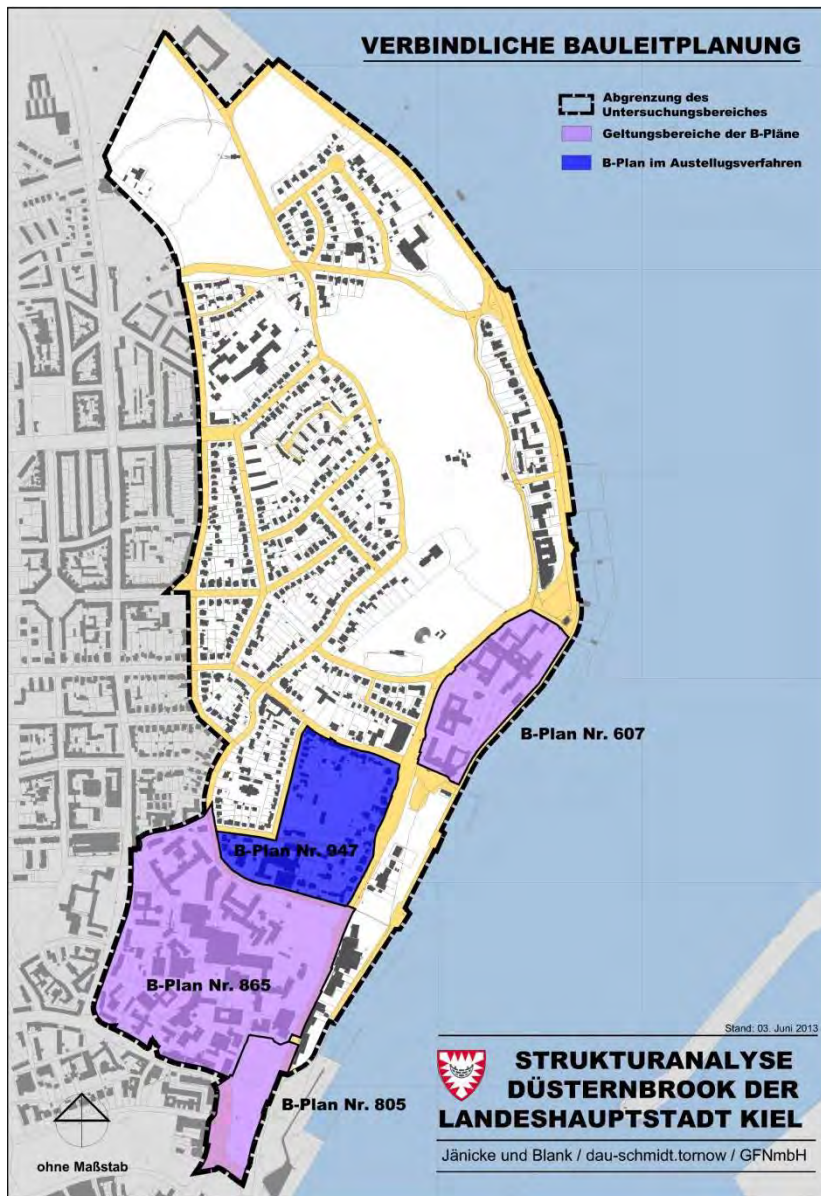 VERBINDLICHE BAULEITPLANUNG
Abgrenzung des
Untersuchungsbereiches
Geltungsbereiche der B-Pläne
B-Plan im Austellugsverfahren
B-Plan Nr. 607
B-Plan Nr. 947
B-Plan Nr. 865
B-Plan Nr. 805
Stand: 03. Juni 2013
STRUKTURANALYSE
DÜSTERNBROOK DER
LANDESHAUPTSTADT KIEL
Jänicke und Blank / dau-schmidt.tornow / GFNmbH
ohne Maßstab